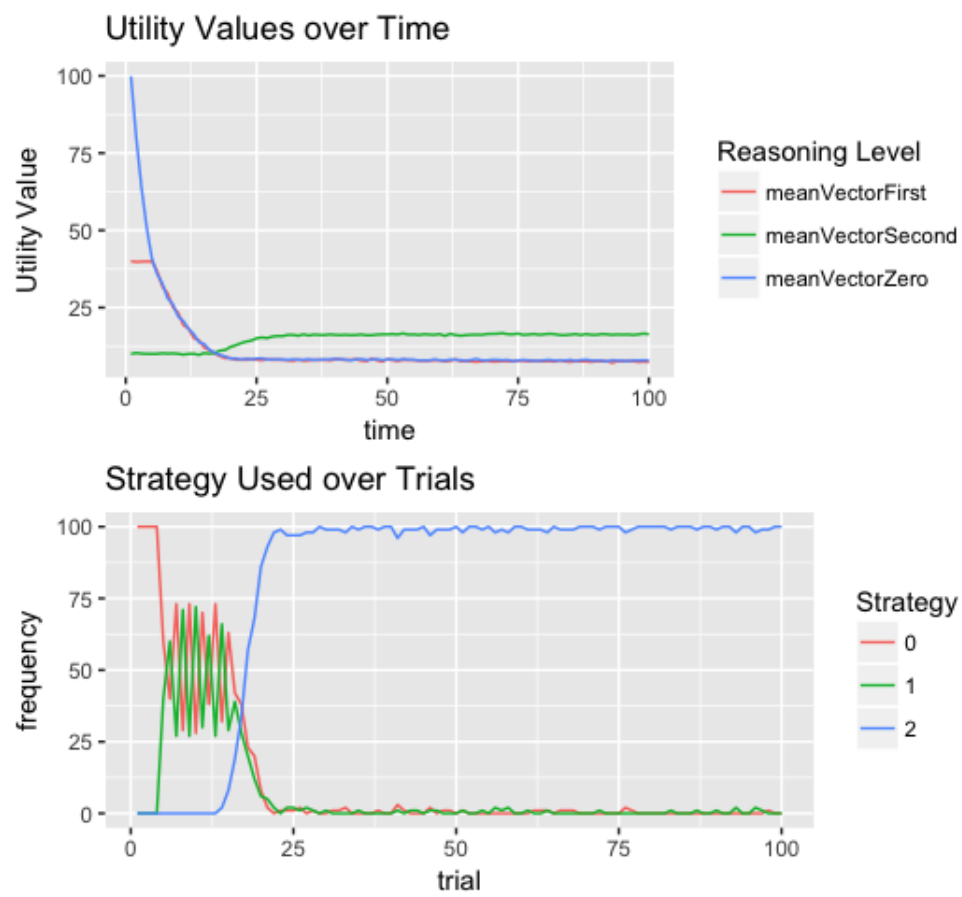 Utility Values over Time
100
75
50
25
Utility Value
0 25 50 75 100
time
Reasoning Level
meanVectorFirst
meanVectorSecond
meanVectorZero
Strategy Used over Trials
100
75
50
25
0
frequency
0 25 50 75 100
trial
Strategy
0
1
2